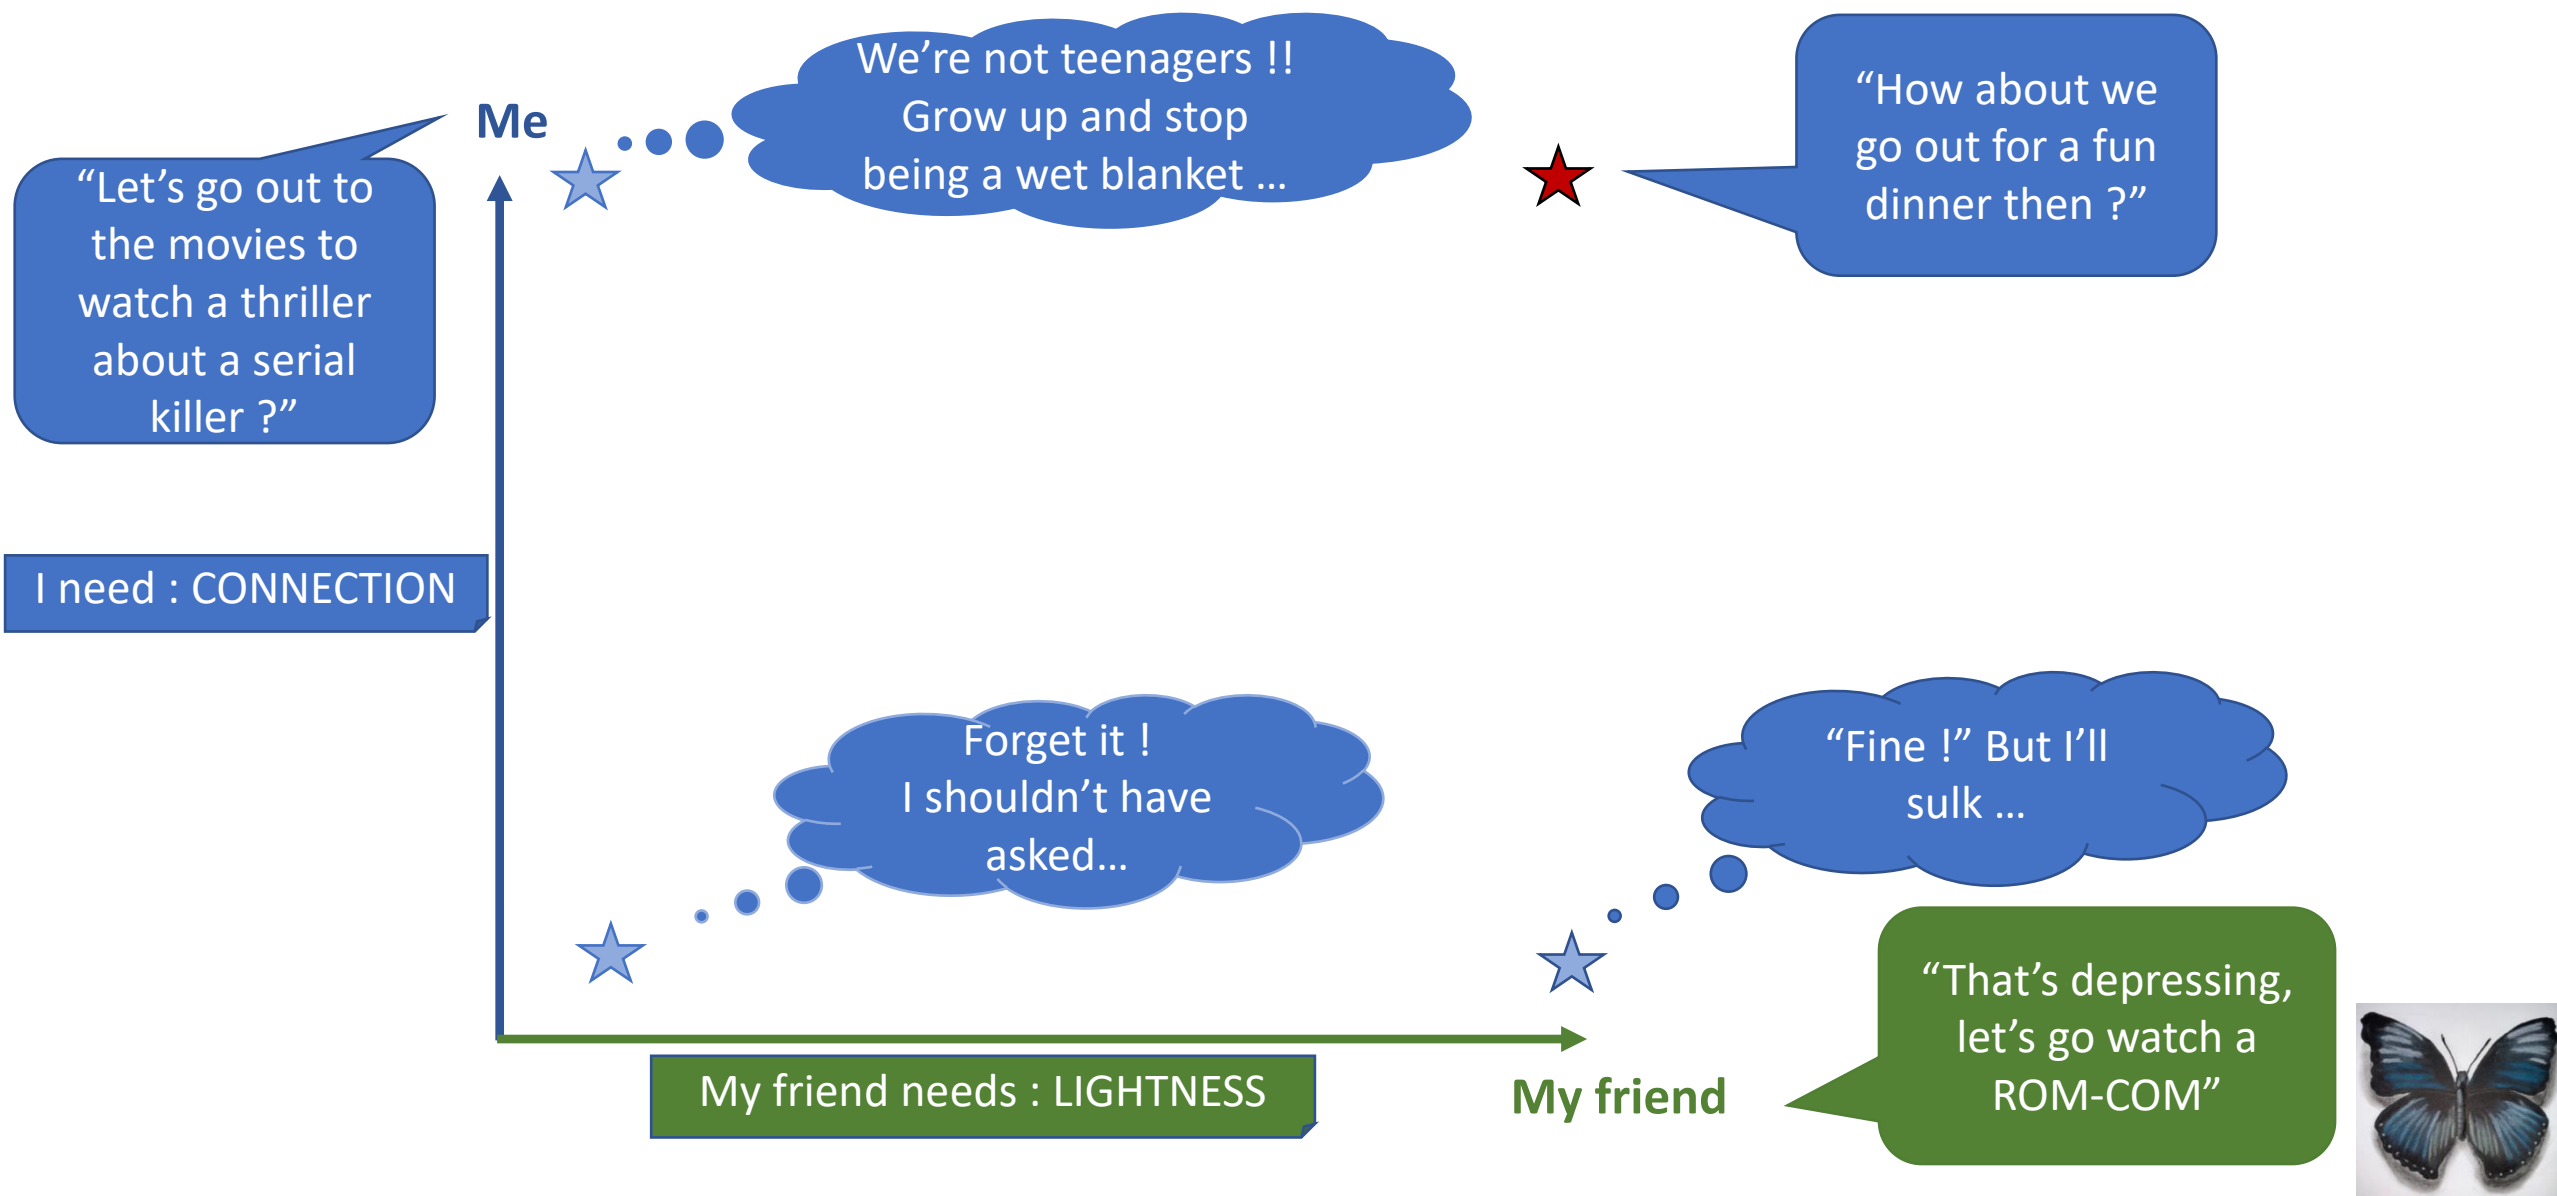 We’re not teenagers !!
Grow up and stop
being a wet blanket ...
“How about we
go out for a fun
dinner then ?”
Me
“Let’s go out to
the movies to
watch a thriller
about a serial
killer ?”
I need : CONNECTION
Forget it !
I shouldn’t have
asked...
“Fine !” But I’ll
sulk ...
“That’s depressing,
let’s go watch a
ROM-COM”
My friend needs : LIGHTNESS
My friend